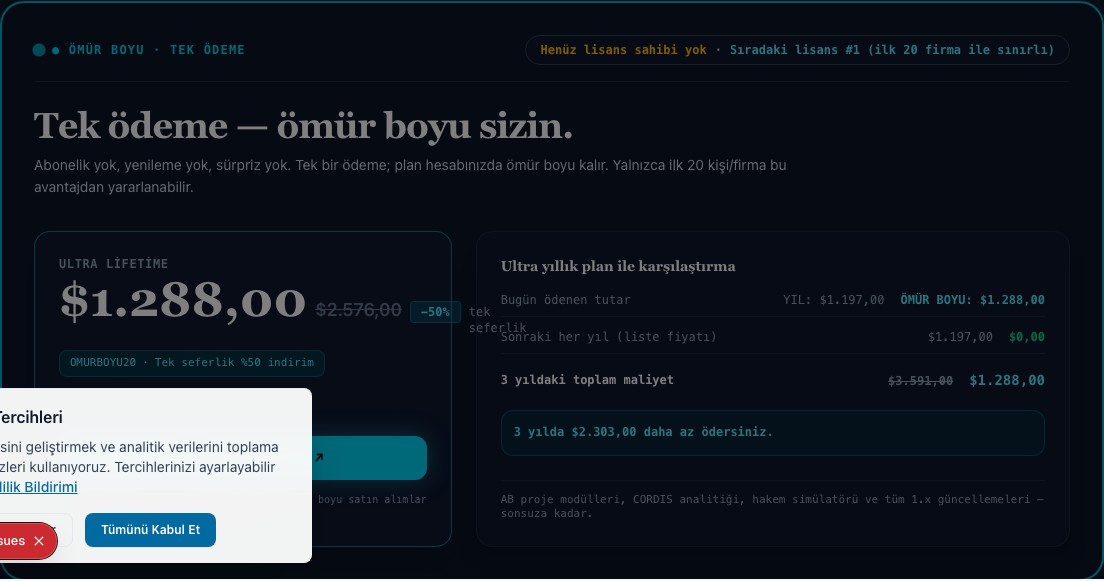 ÖMÜR BOYU · TEK ÖDEME
Henüz lisans sahibi yok · Sıradaki lisans #1 (ilk 20 firma ile sınırlı)
Tek ödeme — ömür boyu sizin.
Abonelik yok, yenileme yok, sürpriz yok. Tek bir ödeme; plan hesabınızda ömür boyu kalır. Yalnızca ilk 20 kişi/firma bu
avantajdan yararlanabilir.
ULTRA LİFETİME
$1.288,00 $2.576,00 −50% tek
seferlik
OMURBOYU20 · Tek seferlik %50 indirim
↗
boyu satın alımlar
Ultra yıllık plan ile karşılaştırma
Bugün ödenen tutar YIL: $1.197,00 ÖMÜR BOYU: $1.288,00
Sonraki her yıl (liste fiyatı) $1.197,00 $0,00
3 yıldaki toplam maliyet $3.591,00 $1.288,00
3 yılda $2.303,00 daha az ödersiniz.
AB proje modülleri, CORDIS analitiği, hakem simülatörü ve tüm 1.x güncellemeleri —
sonsuza kadar.
Tercihleri
sini geliştirmek ve analitik verilerini toplama
zleri kullanıyoruz. Tercihlerinizi ayarlayabilir
lilik Bildirimi
Tümünü Kabul Et
sues